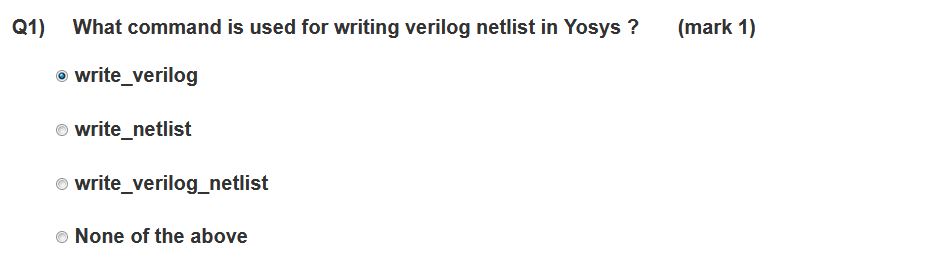 Q1) What command is used for writing verilog netlist in Yosys ? (mark 1)
write_verilog
write_netlist
write_verilog_netlist
None of the above